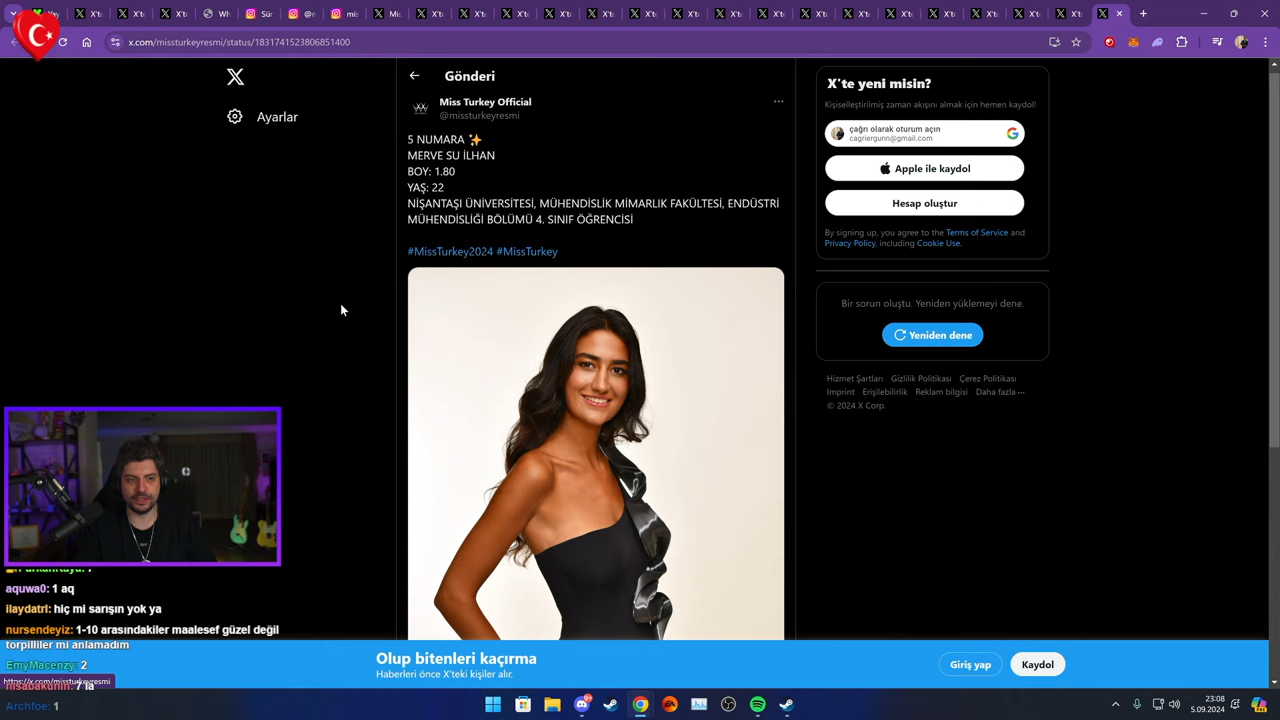 x.com/missturkeyresmi/status/1831741523806851400
Ayarlar
Gönderi
Miss Turkey Official
@missturkeyresmi
5 NUMARA ✨
MERVE SU İLHAN
BOY: 1.80
YAŞ: 22
NİŞANTAŞI ÜNİVERSİTESİ, MÜHENDİSLİK MİMARLIK FAKÜLTESİ, ENDÜSTRİ
MÜHENDİSLİĞİ BÖLÜMÜ 4. SINIF ÖĞRENCİSİ
#MissTurkey2024 #MissTurkey
X'te yeni misin?
Kişiselleştirilmiş zaman akışını almak için hemen kaydol!
çağrı olarak oturum açın
cagriergunn@gmail.com
Apple ile kaydol
Hesap oluştur
By signing up, you agree to the Terms of Service and
Privacy Policy, including Cookie Use.
Bir sorun oluştu. Yeniden yüklemeyi dene.
Yeniden dene
Hizmet Şartları Gizlilik Politikası Çerez Politikası
Imprint Erişilebilirlik Reklam bilgisi Daha fazla ···
© 2024 X Corp.
aquwa0: 1 aq
ilaydatrl: hiç mi sarışın yok ya
nursendeyiz: 1-10 arasındakiler maalesef güzel değil
torpilliler mi anlamadım
EmyMacenzy: 2
https://x.com/missturkeyresmi
Archfoe: 1
Olup bitenleri kaçırma
Haberleri önce X'teki kişiler alır.
Giriş yap
Kaydol
23:08
5.09.2024